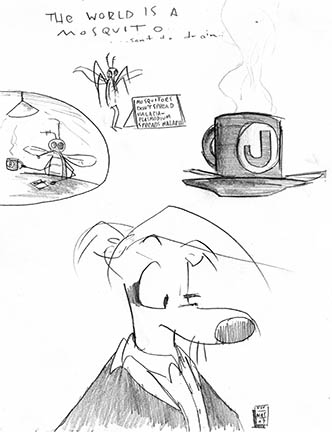 THE WORLD IS A
MOSQUITO
MOSQUITOES
DON'T SPREAD
MALARIA-
PLASMODIUM
SPREADS MALARIA
J